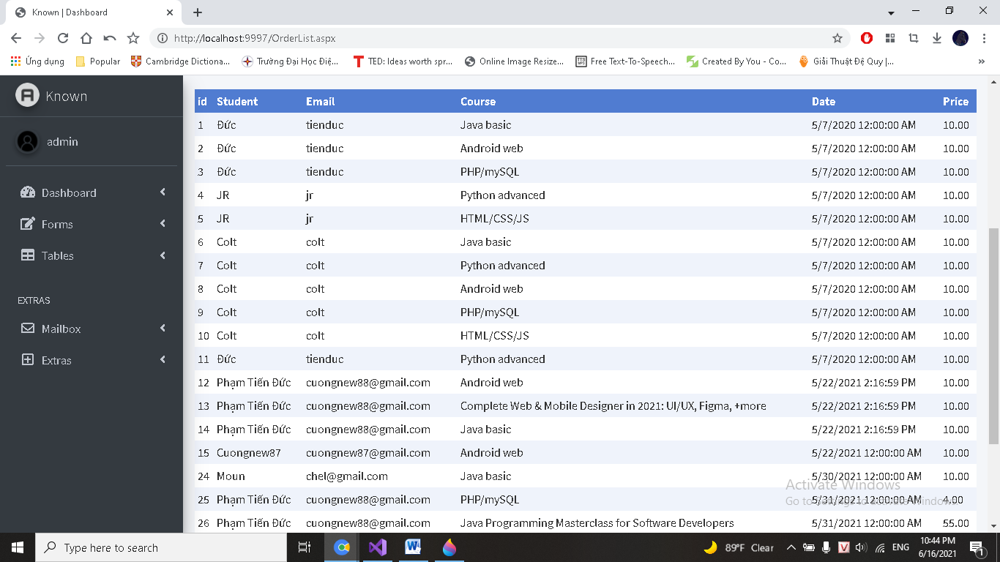 Known | Dashboard
http://localhost:9997/OrderList.aspx
Ứng dụng Popular Cambridge Dictiona... Trường Đại Học Điệ... TED: Ideas worth spr... Online Image Resize... Free Text-To-Speech... Created By You - Co... Giải Thuật Đệ Quy |... »
Known
admin
Dashboard
Forms
Tables
EXTRAS
Mailbox
Extras
id Student Email Course Date Price
1 Đức tienduc Java basic 5/7/2020 12:00:00 AM 10.00
2 Đức tienduc Android web 5/7/2020 12:00:00 AM 10.00
3 Đức tienduc PHP/mySQL 5/7/2020 12:00:00 AM 10.00
4 JR jr Python advanced 5/7/2020 12:00:00 AM 10.00
5 JR jr HTML/CSS/JS 5/7/2020 12:00:00 AM 10.00
6 Colt colt Java basic 5/7/2020 12:00:00 AM 10.00
7 Colt colt Python advanced 5/7/2020 12:00:00 AM 10.00
8 Colt colt Android web 5/7/2020 12:00:00 AM 10.00
9 Colt colt PHP/mySQL 5/7/2020 12:00:00 AM 10.00
10 Colt colt HTML/CSS/JS 5/7/2020 12:00:00 AM 10.00
11 Đức tienduc Python advanced 5/7/2020 12:00:00 AM 10.00
12 Phạm Tiến Đức cuongnew88@gmail.com Android web 5/22/2021 2:16:59 PM 10.00
13 Phạm Tiến Đức cuongnew88@gmail.com Complete Web & Mobile Designer in 2021: UI/UX, Figma, +more 5/22/2021 2:16:59 PM 10.00
14 Phạm Tiến Đức cuongnew88@gmail.com Java basic 5/22/2021 2:16:59 PM 10.00
15 Cuongnew87 cuongnew87@gmail.com Android web 5/22/2021 12:00:00 AM 10.00
24 Moun chel@gmail.com Java basic 5/30/2021 12:00:00 AM 10.00
25 Phạm Tiến Đức cuongnew88@gmail.com PHP/mySQL 5/31/2021 12:00:00 AM 4.00
26 Phạm Tiến Đức cuongnew88@gmail.com Java Programming Masterclass for Software Developers 5/31/2021 12:00:00 AM 55.00
Activate Windows
Go to Settings to activate Windows.
Type here to search
89°F Clear
ENG
10:44 PM
6/16/2021
1